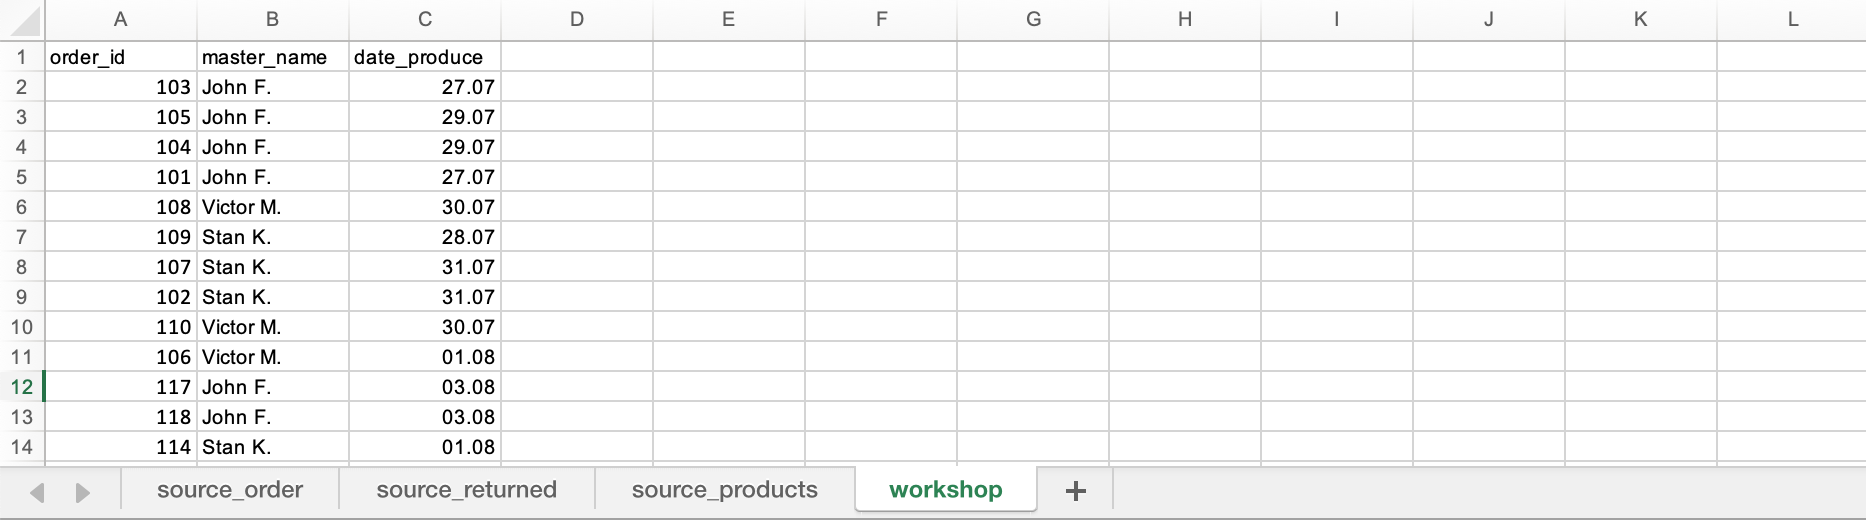 A B C D E F G H I J K L
1 order_id master_name date_produce
2 103 John F. 27.07
3 105 John F. 29.07
4 104 John F. 29.07
5 101 John F. 27.07
6 108 Victor M. 30.07
7 109 Stan K. 28.07
8 107 Stan K. 31.07
9 102 Stan K. 31.07
10 110 Victor M. 30.07
11 106 Victor M. 01.08
12 117 John F. 03.08
13 118 John F. 03.08
14 114 Stan K. 01.08
source_order source_returned source_products workshop +